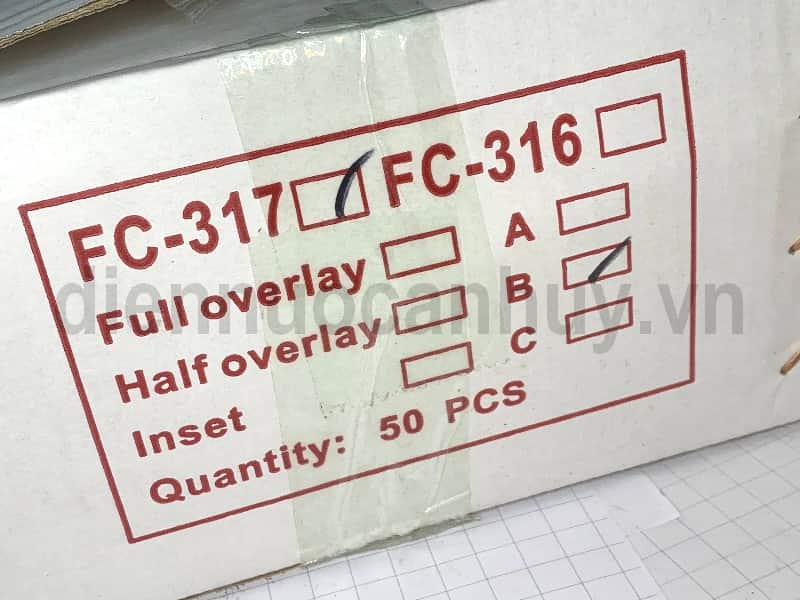 FC-317 FC-316
Full overlay A
Half overlay B
Inset C
Quantity: 50 PCS
diennuocanhuy.vn